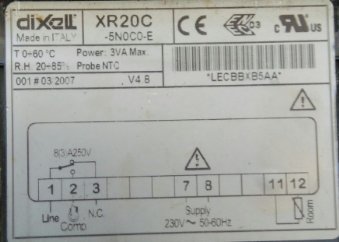 dixell
Made in ITALY
XR20C
-5N0C0-E
CE
C3
c UL us
T 0÷60 °C Power: 3VA Max.
R.H. 20÷85% Probe NTC
001 # 03/2007 V4.8
*LECBBXB5AA*
8(3)A250V
1 2 3 7 8 11 12
Line Comp N.C.
Supply
230V~ 50-60Hz
Room